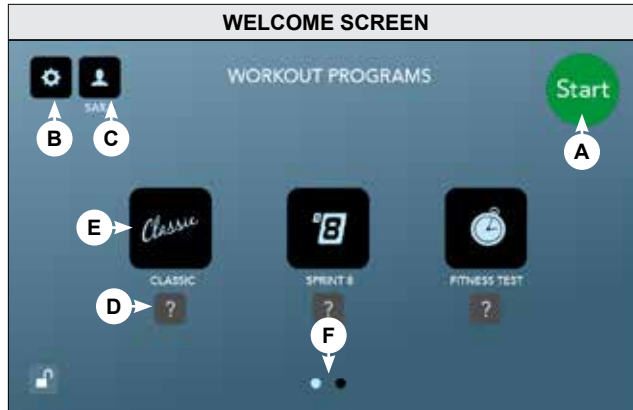 WELCOME SCREEN
WORKOUT PROGRAMS
Start
B
C
A
E
Classic
8
CLASSIC
SPRINT 8
FITNESS TEST
D
?
?
?
F